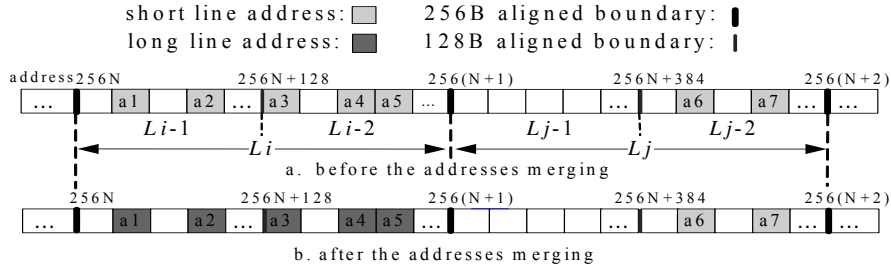 short line address: 256B aligned boundary:
long line address: 128B aligned boundary:
address 256N 256N+128 256(N+1) 256N+384 256(N+2)
... a1 a2 ... a3 a4 a5 ... ... a6 a7 ... ...
Li-1 Li-2 Lj-1 Lj-2
Li Lj
a. before the addresses merging
256N 256N+128 256(N+1) 256N+384 256(N+2)
... a1 a2 ... a3 a4 a5 ... ... a6 a7 ... ...
b. after the addresses merging